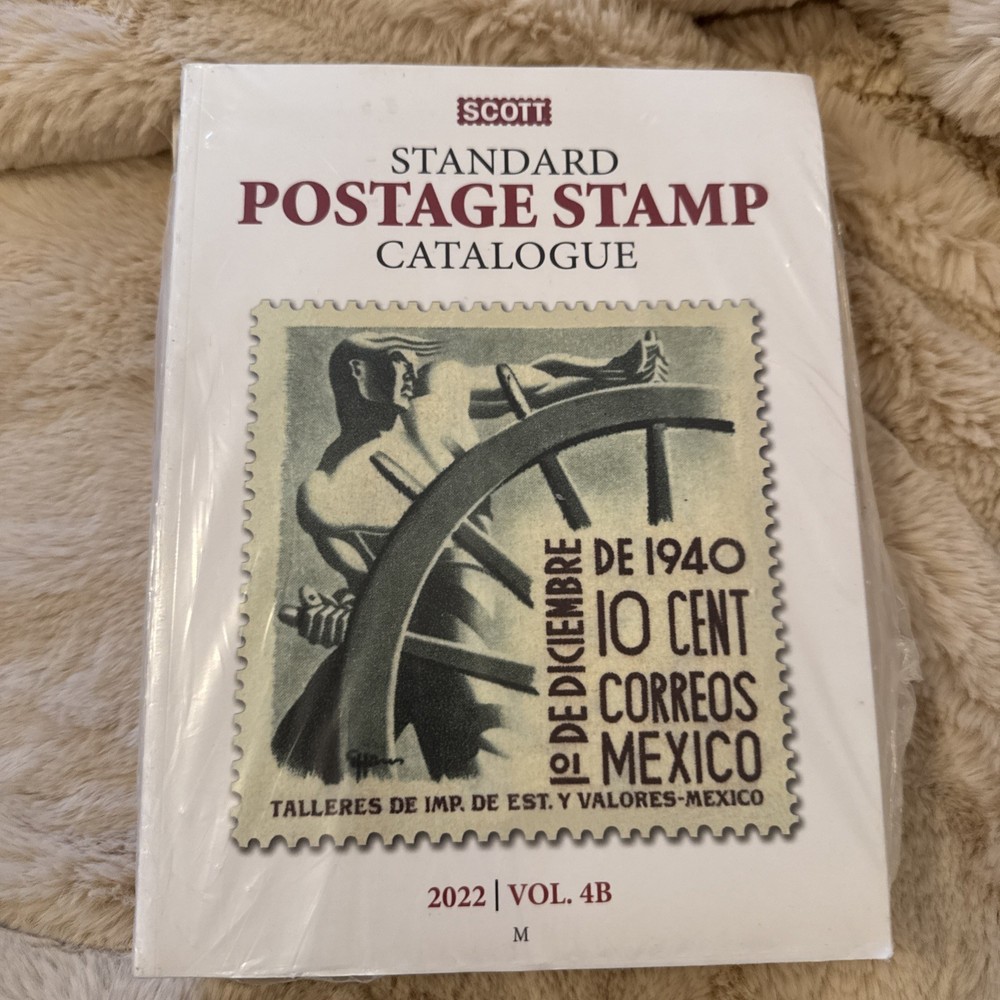 SCOTT
STANDARD
POSTAGE STAMP
CATALOGUE
1º DE DICIEMBRE
DE 1940
10 CENT
CORREOS
MEXICO
TALLERES DE IMP. DE EST. Y VALORES-MEXICO
2022 | VOL. 4B
M